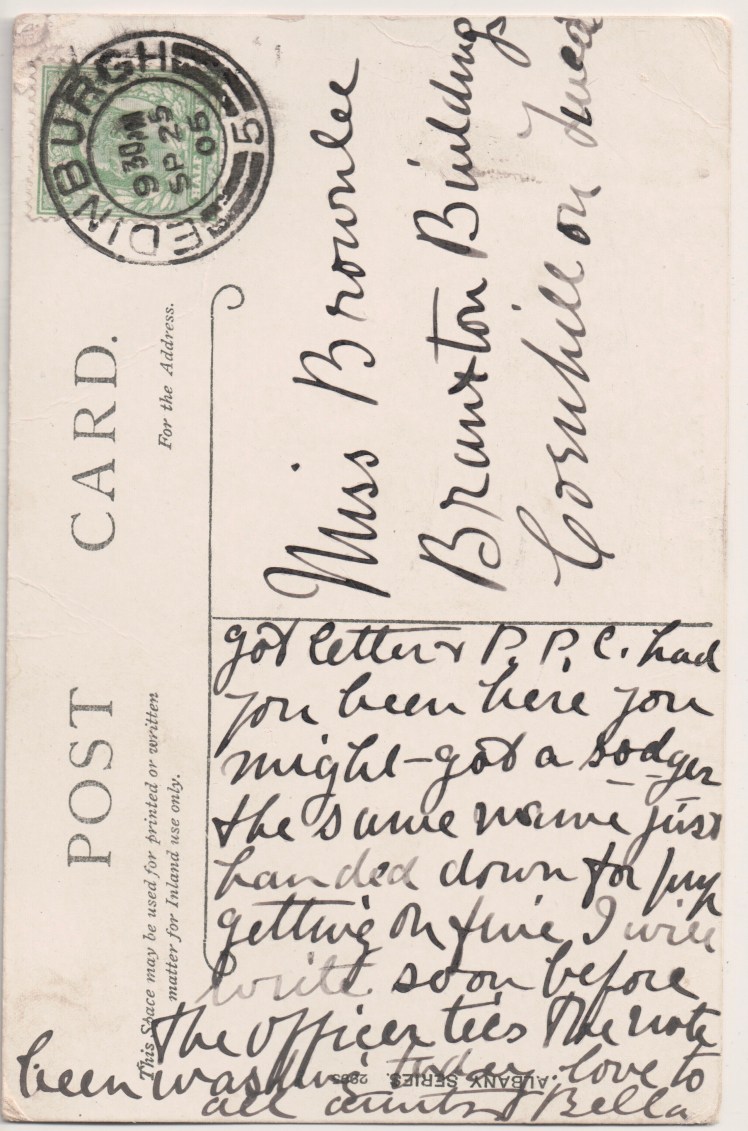 POST CARD.
This Space may be used for printed or written
matter for Inland use only.
For the Address.
EDINBURGH
9 30 AM
SP 25
05
5
Miss Brownlee
Branxton Buildings
Cornhill on Tweed
got letter & P. P. C. had
you been here you
might got a sodger
the same name just
handed down for
getting on fine I will
write soon before
the officer the note
been washing today love to
all aunts Bella
ALBANY SERIES.